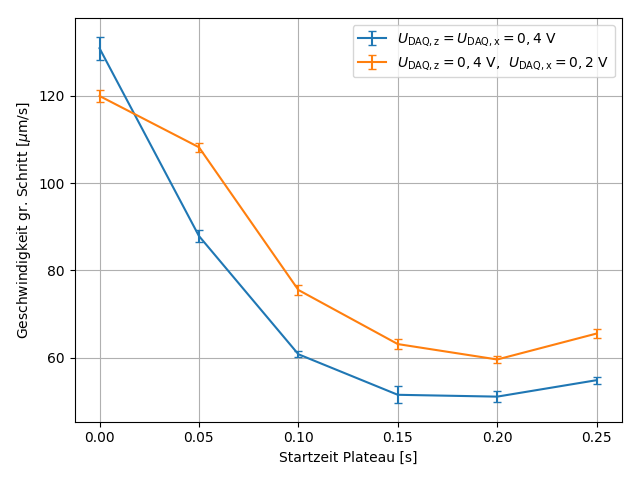 U_DAQ,z = U_DAQ,x = 0,4 V
U_DAQ,z = 0,4 V, U_DAQ,x = 0,2 V
Geschwindigkeit gr. Schritt [μm/s]
120
100
80
60
0.00 0.05 0.10 0.15 0.20 0.25
Startzeit Plateau [s]